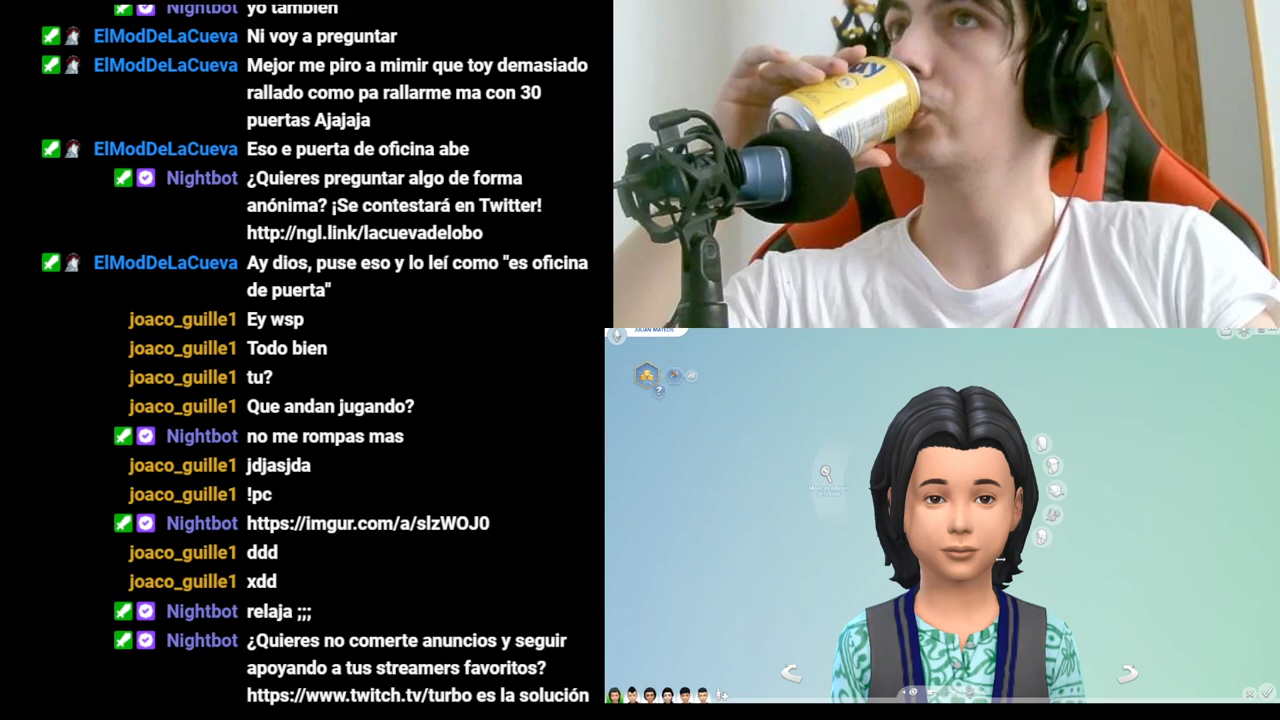 Nightbot yo también
ElModDeLaCueva Ni voy a preguntar
ElModDeLaCueva Mejor me piro a mimir que toy demasiado
rallado como pa rallarme ma con 30
puertas Ajajaja
ElModDeLaCueva Eso e puerta de oficina abe
Nightbot ¿Quieres preguntar algo de forma
anónima? ¡Se contestará en Twitter!
http://ngl.link/lacuevadelobo
ElModDeLaCueva Ay dios, puse eso y lo leí como "es oficina
de puerta"
joaco_guille1 Ey wsp
joaco_guille1 Todo bien
joaco_guille1 tu?
joaco_guille1 Que andan jugando?
Nightbot no me rompas mas
joaco_guille1 jdjasjda
joaco_guille1 !pc
Nightbot https://imgur.com/a/slzWOJ0
joaco_guille1 ddd
joaco_guille1 xdd
Nightbot relaja ;;;
Nightbot ¿Quieres no comerte anuncios y seguir
apoyando a tus streamers favoritos?
https://www.twitch.tv/turbo es la solución
JULIÁN MATEOS
?